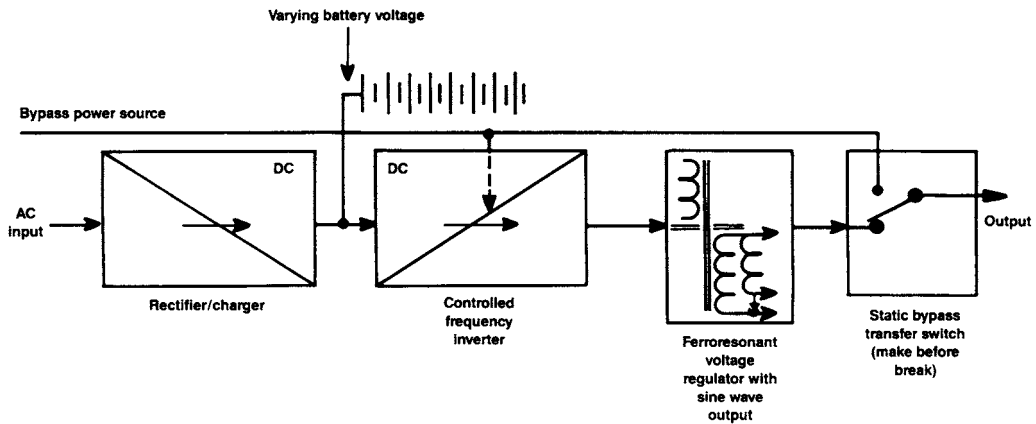 Varying battery voltage
Bypass power source
DC
DC
AC
input
Output
Rectifier/charger
Controlled
frequency
inverter
Ferroresonant
voltage
regulator with
sine wave
output
Static bypass
transfer switch
(make before
break)